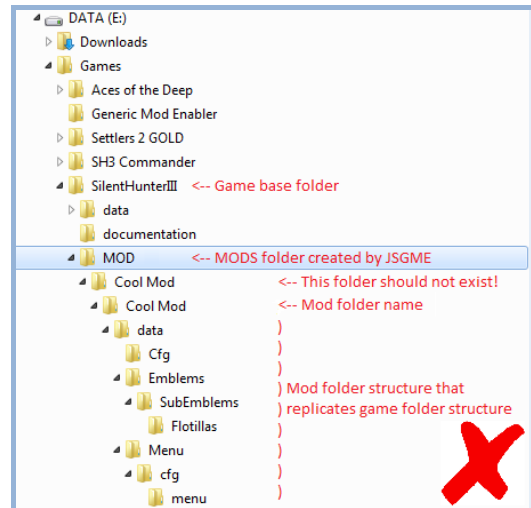 DATA (E:)
Downloads
Games
Aces of the Deep
Generic Mod Enabler
Settlers 2 GOLD
SH3 Commander
SilentHunterIII <-- Game base folder
data
documentation
MOD <-- MODS folder created by JSGME
Cool Mod <-- This folder should not exist!
Cool Mod <-- Mod folder name
data )
Cfg )
Emblems )
SubEmblems ) Mod folder structure that
Flotillas ) replicates game folder structure
Menu )
cfg )
menu )